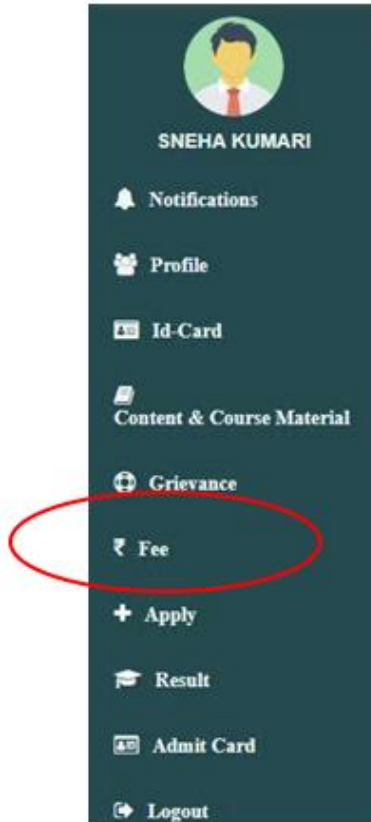 SNEHA KUMARI
Notifications
Profile
Id-Card
Content & Course Material
Grievance
₹ Fee
Apply
Result
Admit Card
Logout